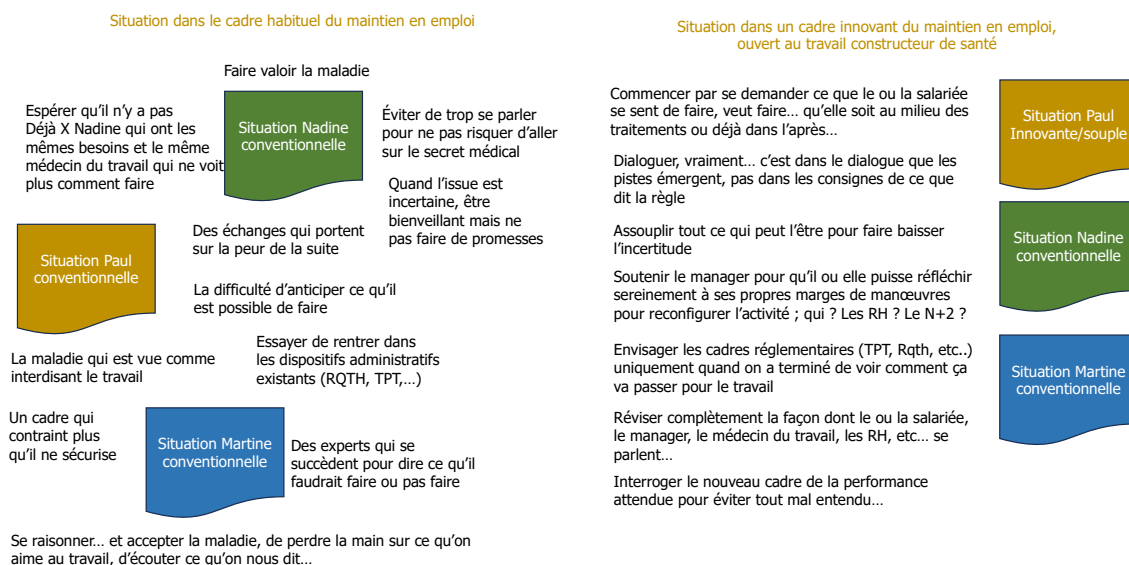 Situation dans le cadre habituel du maintien en emploi
Faire valoir la maladie
Espérer qu'il n'y a pas
Déjà X Nadine qui ont les
mêmes besoins et le même
médecin du travail qui ne voit
plus comment faire
Situation Nadine
conventionnelle
Éviter de trop se parler
pour ne pas risquer d'aller
sur le secret médical
Quand l'issue est
incertaine, être
bienveillant mais ne
pas faire de promesses
Des échanges qui portent
sur la peur de la suite
Situation Paul
conventionnelle
La difficulté d'anticiper ce qu'il
est possible de faire
La maladie qui est vue comme
interdisant le travail
Essayer de rentrer dans
les dispositifs administratifs
existants (RQTH, TPT,...)
Un cadre qui
contraint plus
qu'il ne sécurise
Situation Martine
conventionnelle
Des experts qui se
succèdent pour dire ce qu'il
faudrait faire ou pas faire
Se raisonner... et accepter la maladie, de perdre la main sur ce qu'on
aime au travail, d'écouter ce qu'on nous dit...
Situation dans un cadre innovant du maintien en emploi,
ouvert au travail constructeur de santé
Commencer par se demander ce que le ou la salariée
se sent de faire, veut faire... qu'elle soit au milieu des
traitements ou déjà dans l'après...
Situation Paul
Innovante/souple
Dialoguer, vraiment... c'est dans le dialogue que les
pistes émergent, pas dans les consignes de ce que
dit la règle
Assouplir tout ce qui peut l'être pour faire baisser
l'incertitude
Situation Nadine
conventionnelle
Soutenir le manager pour qu'il ou elle puisse réfléchir
sereinement à ses propres marges de manœuvres
pour reconfigurer l'activité ; qui ? Les RH ? Le N+2 ?
Envisager les cadres réglementaires (TPT, Rqth, etc..)
uniquement quand on a terminé de voir comment ça
va passer pour le travail
Situation Martine
conventionnelle
Réviser complètement la façon dont le ou la salariée,
le manager, le médecin du travail, les RH, etc... se
parlent...
Interroger le nouveau cadre de la performance
attendue pour éviter tout mal entendu...